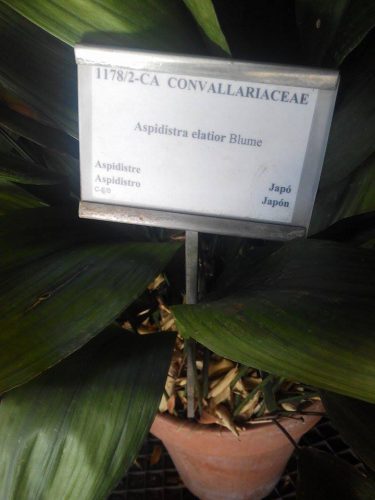 1178/2-CA CONVALLARIACEAE
Aspidistra elatior Blume
Aspidistre
Aspidistro
Japó
Japón